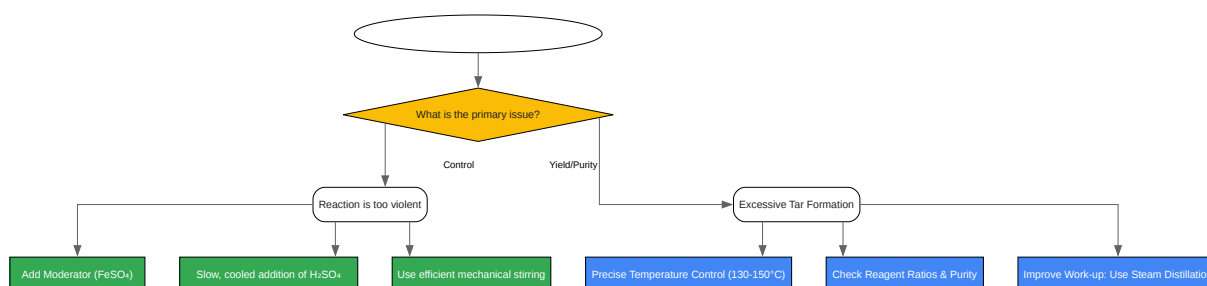 What is the primary issue?
Control
Yield/Purity
Reaction is too violent
Excessive Tar Formation
Add Moderator (FeSO₄)
Slow, cooled addition of H₂SO₄
Use efficient mechanical stirring
Precise Temperature Control (130-150°C)
Check Reagent Ratios & Purity
Improve Work-up: Use Steam Distillatio